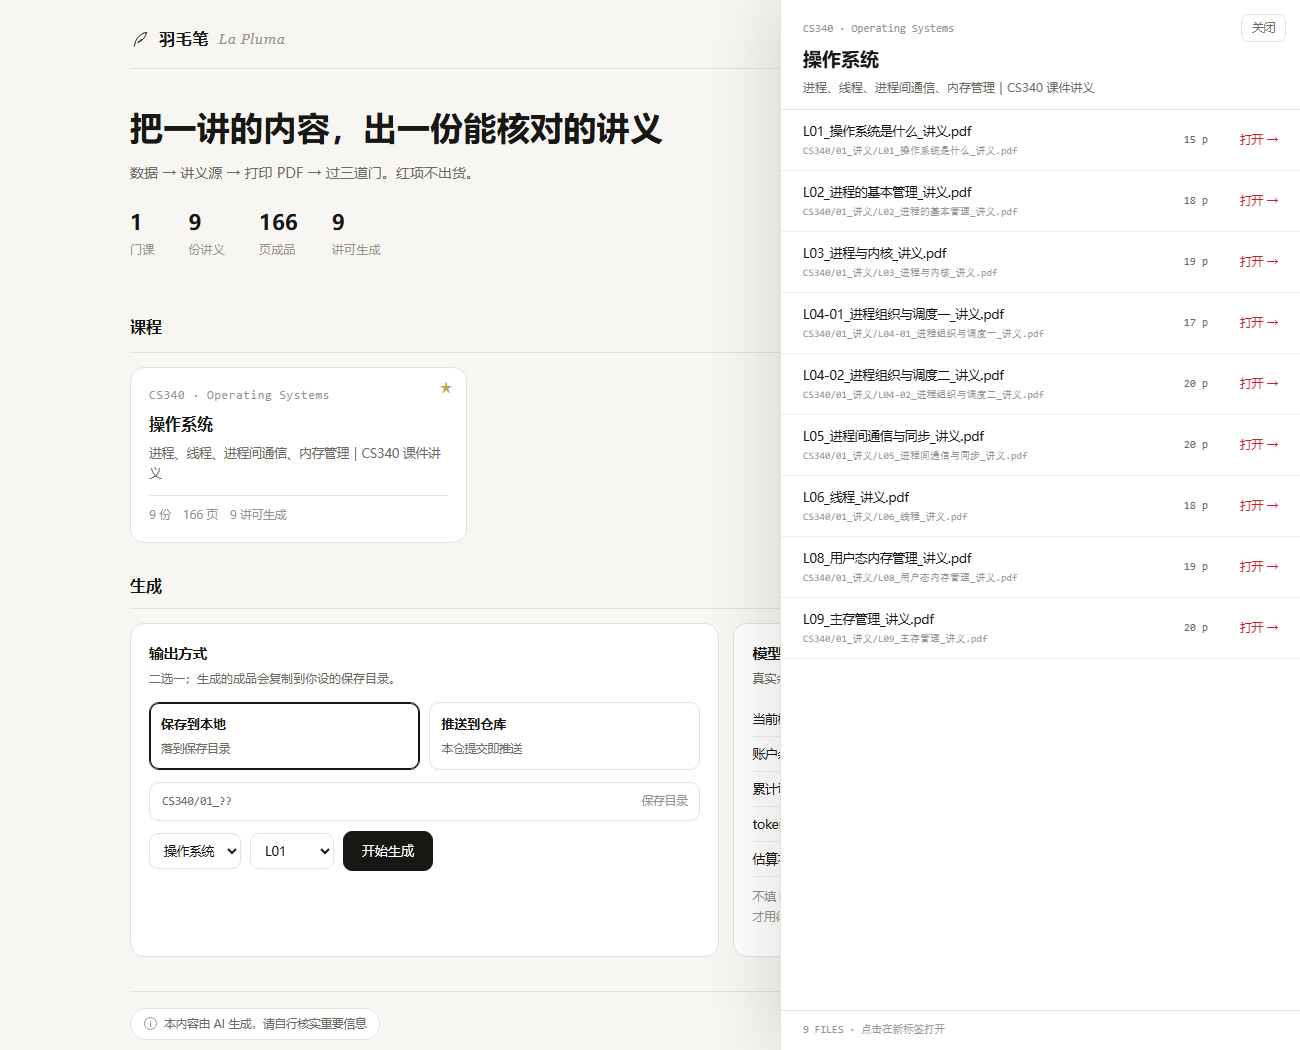 羽毛笔 La Pluma
把一讲的内容，出一份能核对的讲义
数据 → 讲义源 → 打印 PDF → 过三道门。红项不出货。
1 9 166 9
门课 份讲义 页成品 讲可生成
课程
CS340 · Operating Systems ★
操作系统
进程、线程、进程间通信、内存管理 | CS340 课件讲
义
9 份 166 页 9 讲可生成
生成
输出方式
二选一；生成的成品会复制到你设的保存目录。
保存到本地
落到保存目录
推送到仓库
本仓提交即推送
CS340/01_?? 保存目录
操作系统 L01 开始生成
模型
真实
当前
账户
累计
toke
估算
不填
才用
本内容由 AI 生成，请自行核实重要信息
CS340 · Operating Systems 关闭
操作系统
进程、线程、进程间通信、内存管理 | CS340 课件讲义
L01_操作系统是什么_讲义.pdf 15 p 打开 →
CS340/01_讲义/L01_操作系统是什么_讲义.pdf
L02_进程的基本管理_讲义.pdf 18 p 打开 →
CS340/01_讲义/L02_进程的基本管理_讲义.pdf
L03_进程与内核_讲义.pdf 19 p 打开 →
CS340/01_讲义/L03_进程与内核_讲义.pdf
L04-01_进程组织与调度一_讲义.pdf 17 p 打开 →
CS340/01_讲义/L04-01_进程组织与调度一_讲义.pdf
L04-02_进程组织与调度二_讲义.pdf 20 p 打开 →
CS340/01_讲义/L04-02_进程组织与调度二_讲义.pdf
L05_进程间通信与同步_讲义.pdf 20 p 打开 →
CS340/01_讲义/L05_进程间通信与同步_讲义.pdf
L06_线程_讲义.pdf 18 p 打开 →
CS340/01_讲义/L06_线程_讲义.pdf
L08_用户态内存管理_讲义.pdf 19 p 打开 →
CS340/01_讲义/L08_用户态内存管理_讲义.pdf
L09_主存管理_讲义.pdf 20 p 打开 →
CS340/01_讲义/L09_主存管理_讲义.pdf
9 FILES · 点击在新标签打开